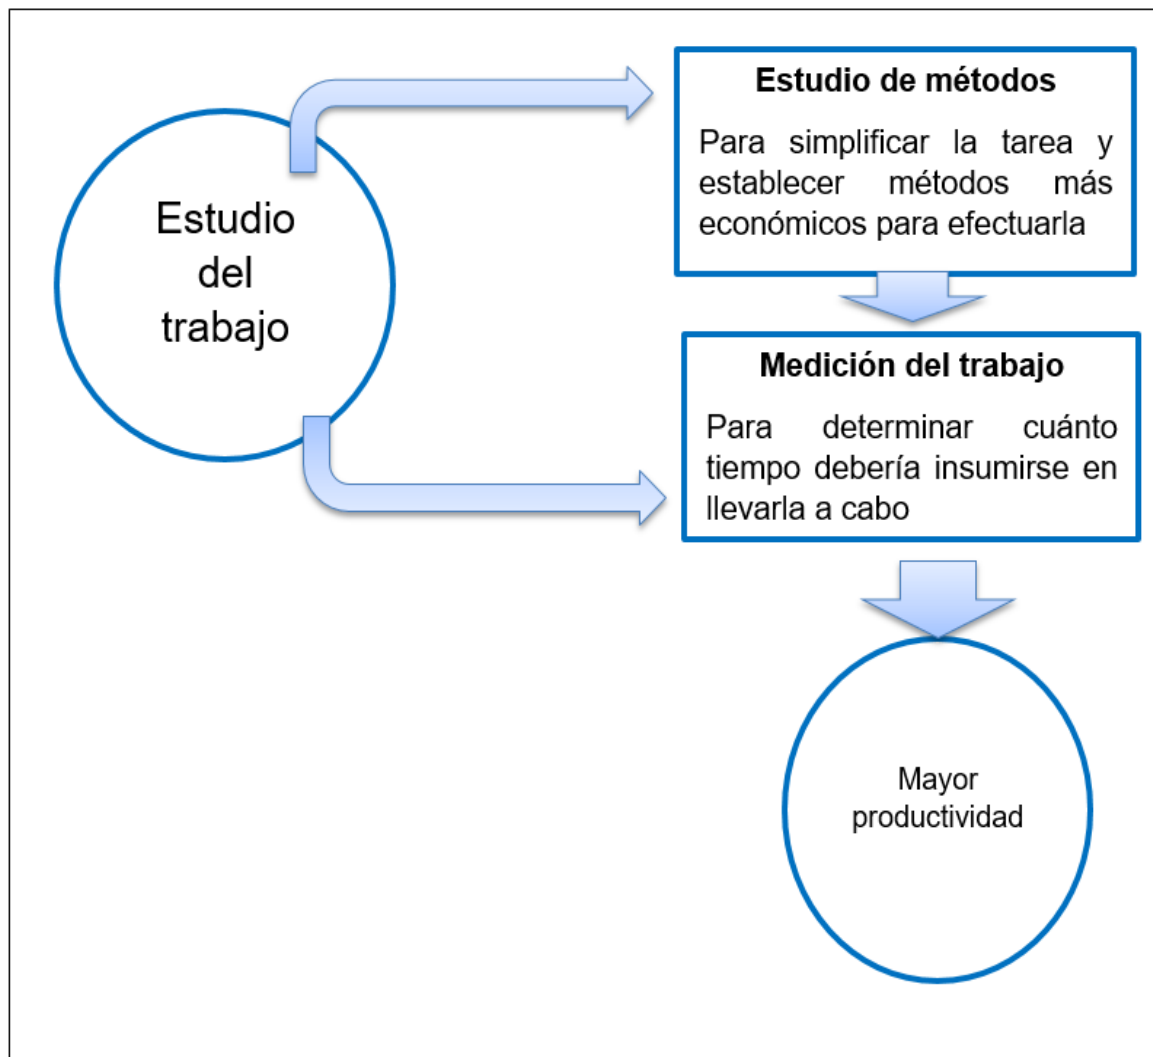 Estudio
del
trabajo
Estudio de métodos
Para simplificar la tarea y
establecer métodos más
económicos para efectuarla
Medición del trabajo
Para determinar cuánto
tiempo debería insumirse en
llevarla a cabo
Mayor
productividad